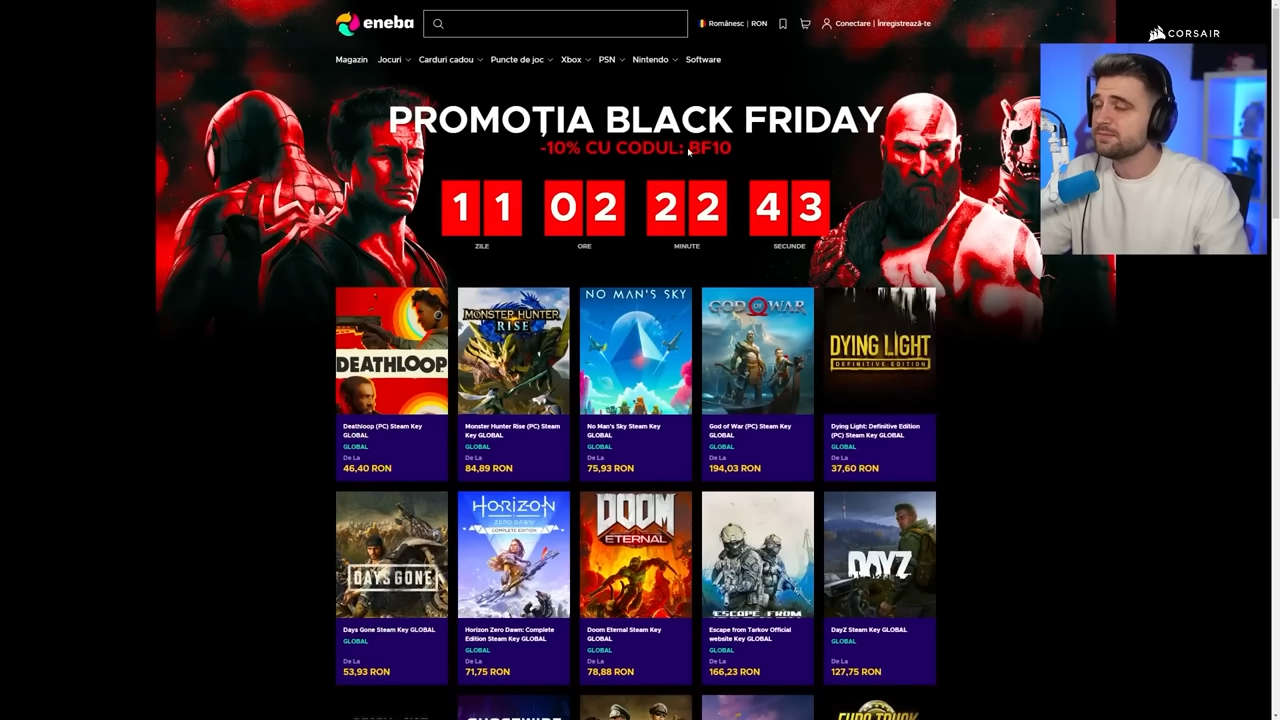 eneba
Românesc | RON
Conectare | Înregistrează-te
CORSAIR
Magazin
Jocuri
Carduri cadou
Puncte de joc
Xbox
PSN
Nintendo
Software
PROMOȚIA BLACK FRIDAY
-10% CU CODUL: BF10
11
02
22
43
ZILE
ORE
MINUTE
SECUNDE
DEATHLOOP
MONSTER HUNTER
RISE
NO MAN'S SKY
GOD OF WAR
DYING LIGHT
DEFINITIVE EDITION
Deathloop (PC) Steam Key
GLOBAL
GLOBAL
De La
46,40 RON
Monster Hunter Rise (PC) Steam
Key GLOBAL
GLOBAL
De La
84,89 RON
No Man's Sky Steam Key
GLOBAL
GLOBAL
De La
75,93 RON
God of War (PC) Steam Key
GLOBAL
GLOBAL
De La
194,03 RON
Dying Light: Definitive Edition
(PC) Steam Key GLOBAL
GLOBAL
De La
37,60 RON
DAYS GONE
HORIZON
ZERO DAWN
COMPLETE EDITION
DOOM
ETERNAL
ESCAPE FROM
DAYZ
Days Gone Steam Key GLOBAL
GLOBAL
De La
53,93 RON
Horizon Zero Dawn: Complete
Edition Steam Key GLOBAL
GLOBAL
De La
71,75 RON
Doom Eternal Steam Key
GLOBAL
GLOBAL
De La
78,88 RON
Escape from Tarkov Official
website Key GLOBAL
GLOBAL
De La
166,23 RON
DayZ Steam Key GLOBAL
GLOBAL
De La
127,75 RON
EURO TRUCK